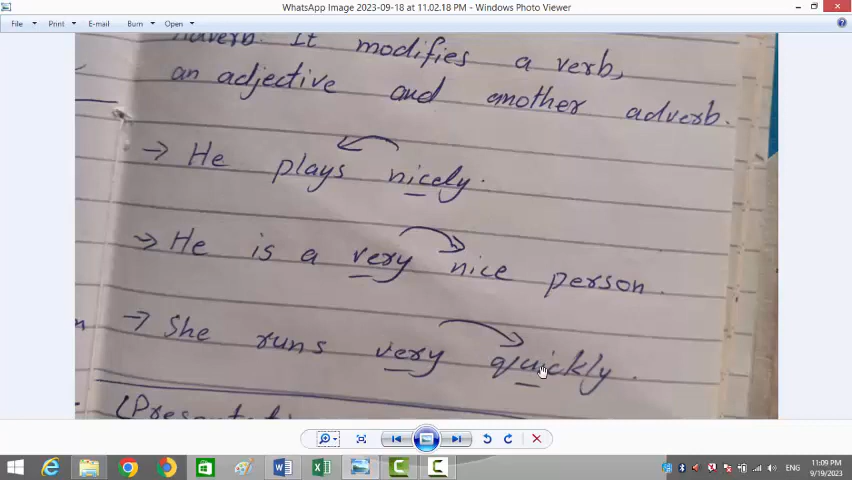 WhatsApp Image 2023-09-18 at 11.02.18 PM - Windows Photo Viewer
File Print E-mail Burn Open
adverb. It modifies a verb,
an adjective and another adverb.
→ He plays nicely.
→ He is a very nice person.
→ She runs very quickly.
ENG
11:09 PM
9/19/2023